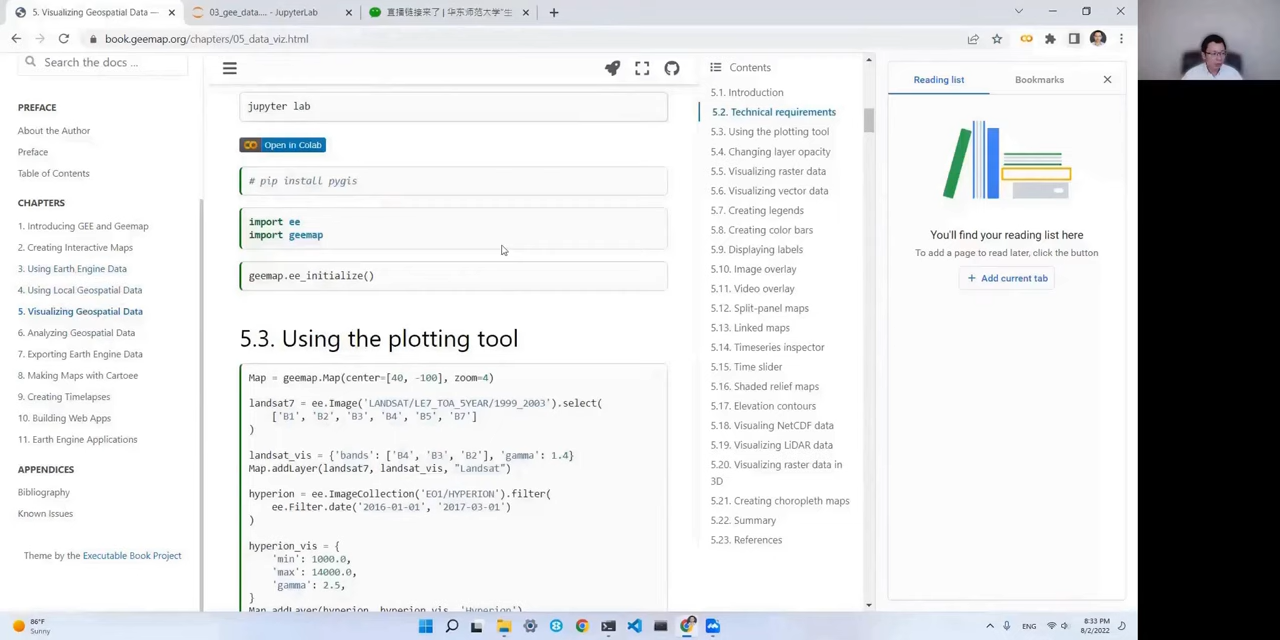 5. Visualizing Geospatial Data —
03_gee_data.... - JupyterLab
直播链接来了 | 华东师范大学"生
book.geemap.org/chapters/05_data_viz.html
Search the docs ...
PREFACE
About the Author
Preface
Table of Contents
CHAPTERS
1. Introducing GEE and Geemap
2. Creating Interactive Maps
3. Using Earth Engine Data
4. Using Local Geospatial Data
5. Visualizing Geospatial Data
6. Analyzing Geospatial Data
7. Exporting Earth Engine Data
8. Making Maps with Cartoee
9. Creating Timelapses
10. Building Web Apps
11. Earth Engine Applications
APPENDICES
Bibliography
Known Issues
Theme by the Executable Book Project
jupyter lab
Open in Colab
# pip install pygis
import ee
import geemap
geemap.ee_initialize()
5.3. Using the plotting tool
Map = geemap.Map(center=[40, -100], zoom=4)
landsat7 = ee.Image('LANDSAT/LE7_TOA_5YEAR/1999_2003').select(
['B1', 'B2', 'B3', 'B4', 'B5', 'B7']
)
landsat_vis = {'bands': ['B4', 'B3', 'B2'], 'gamma': 1.4}
Map.addLayer(landsat7, landsat_vis, "Landsat")
hyperion = ee.ImageCollection('EO1/HYPERION').filter(
ee.Filter.date('2016-01-01', '2017-03-01')
)
hyperion_vis = {
'min': 1000.0,
'max': 14000.0,
'gamma': 2.5,
}
Map.addLayer(hyperion, hyperion_vis, 'Hyperion')
Contents
5.1. Introduction
5.2. Technical requirements
5.3. Using the plotting tool
5.4. Changing layer opacity
5.5. Visualizing raster data
5.6. Visualizing vector data
5.7. Creating legends
5.8. Creating color bars
5.9. Displaying labels
5.10. Image overlay
5.11. Video overlay
5.12. Split-panel maps
5.13. Linked maps
5.14. Timeseries inspector
5.15. Time slider
5.16. Shaded relief maps
5.17. Elevation contours
5.18. Visualing NetCDF data
5.19. Visualizing LiDAR data
5.20. Visualizing raster data in
3D
5.21. Creating choropleth maps
5.22. Summary
5.23. References
Reading list
Bookmarks
You'll find your reading list here
To add a page to read later, click the button
+ Add current tab
86°F
Sunny
ENG
8:33 PM
8/2/2022